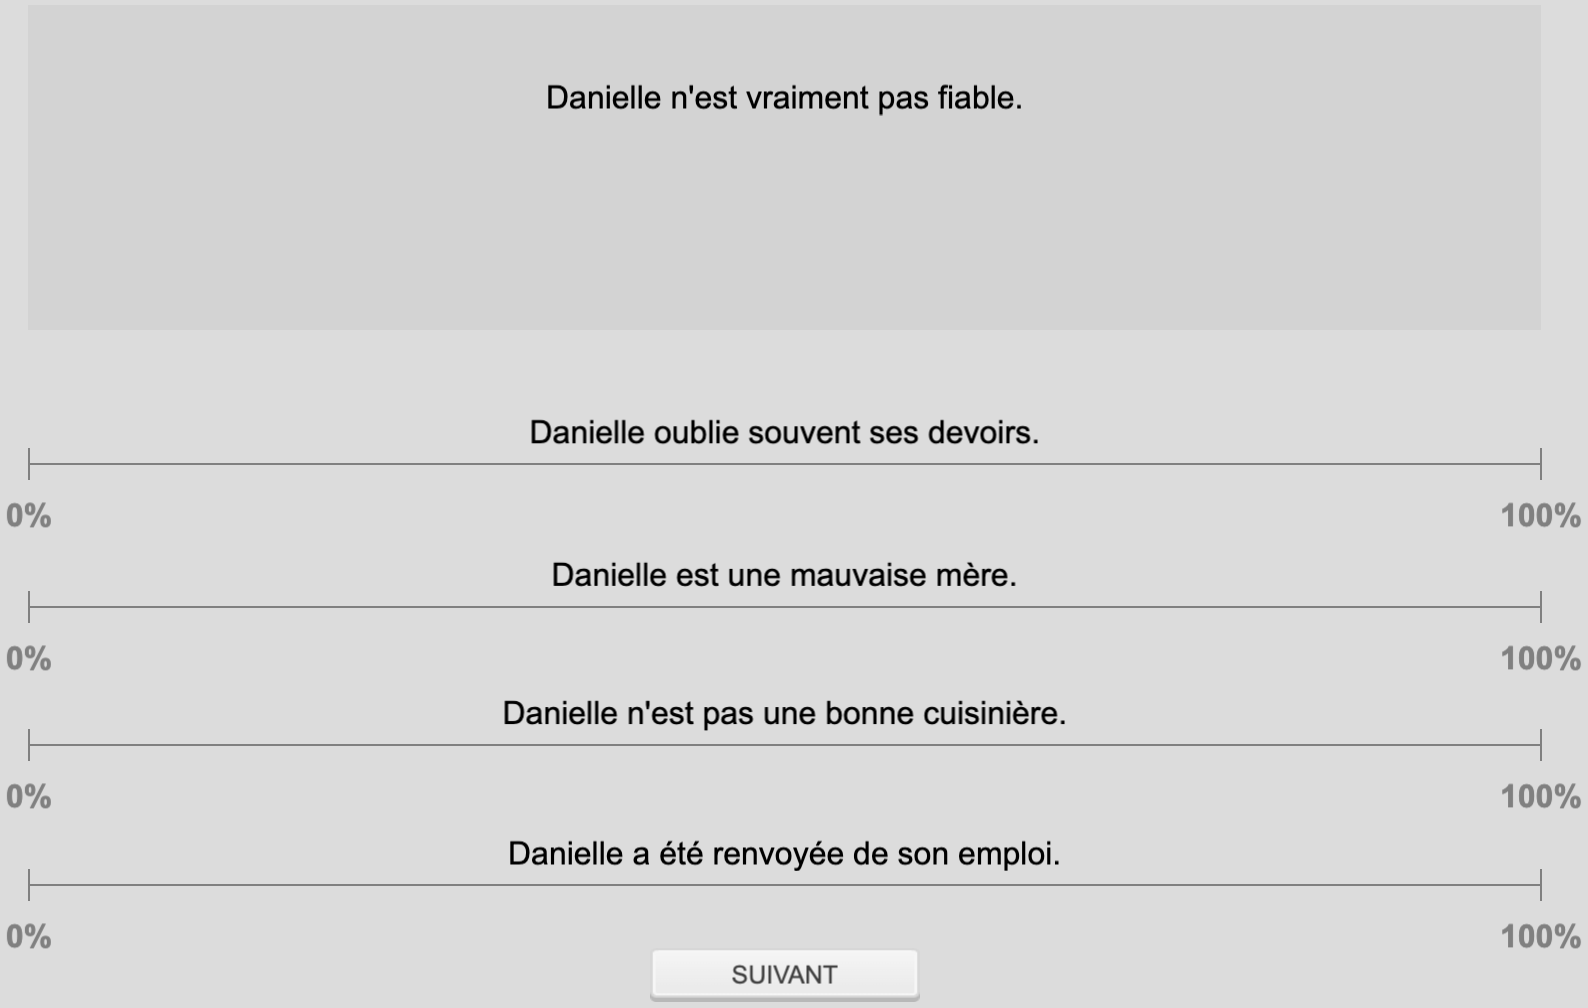 Danielle n'est vraiment pas fiable.
Danielle oublie souvent ses devoirs.
0% 100%
Danielle est une mauvaise mère.
0% 100%
Danielle n'est pas une bonne cuisinière.
0% 100%
Danielle a été renvoyée de son emploi.
0% 100%
SUIVANT